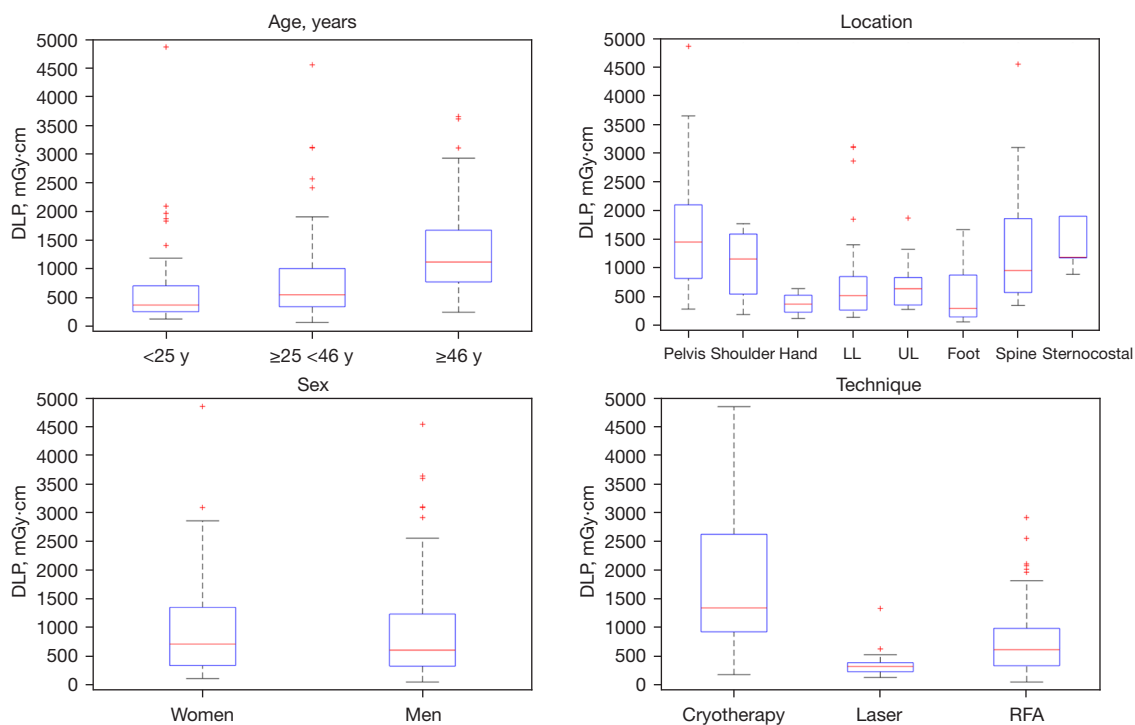 Age, years
DLP, mGy·cm
5000
4500
4000
3500
3000
2500
2000
1500
1000
500
0
<25 y
≥25 <46 y
≥46 y
Location
DLP, mGy·cm
5000
4500
4000
3500
3000
2500
2000
1500
1000
500
0
Pelvis Shoulder Hand LL UL Foot Spine Sternocostal
Sex
DLP, mGy·cm
5000
4500
4000
3500
3000
2500
2000
1500
1000
500
0
Women
Men
Technique
DLP, mGy·cm
5000
4500
4000
3500
3000
2500
2000
1500
1000
500
0
Cryotherapy
Laser
RFA